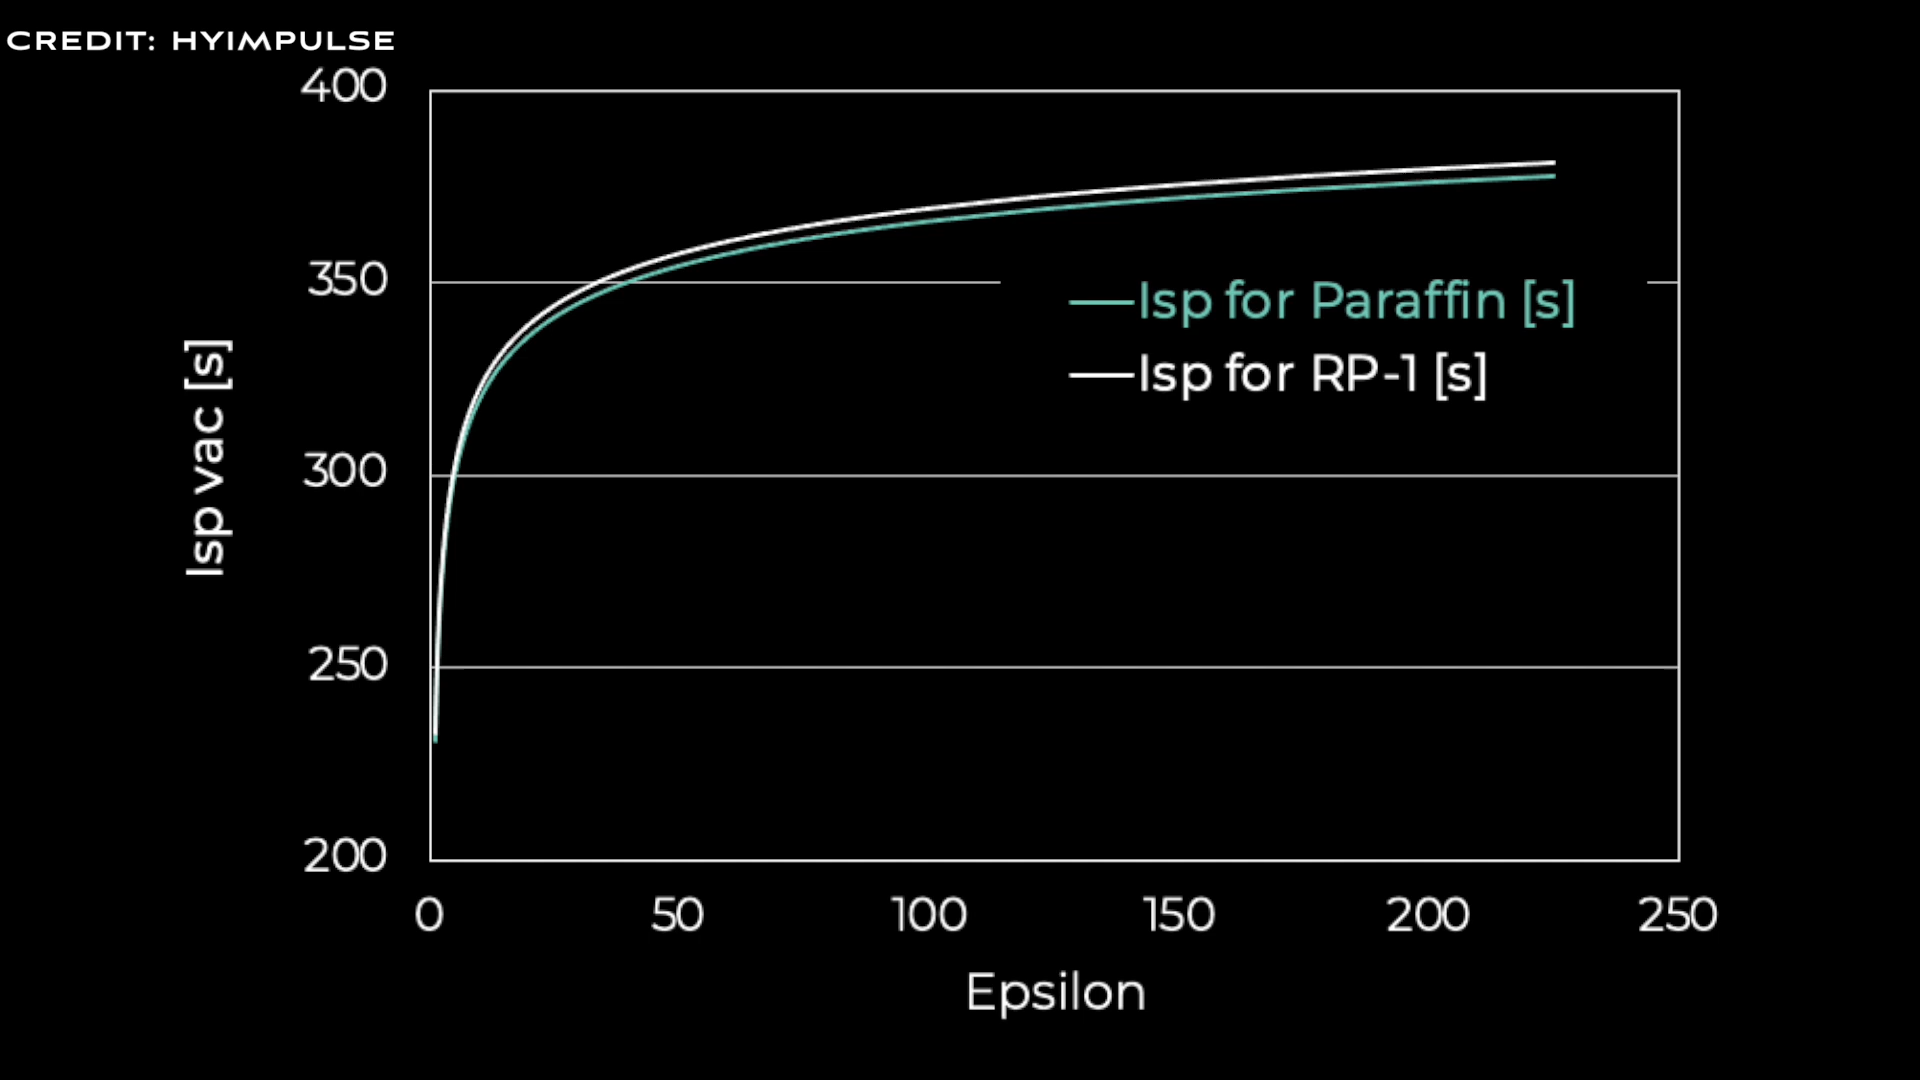 CREDIT: HYIMPULSE
400
350
300
250
200
Isp vac [s]
Isp for Paraffin [s]
Isp for RP-1 [s]
0 50 100 150 200 250
Epsilon